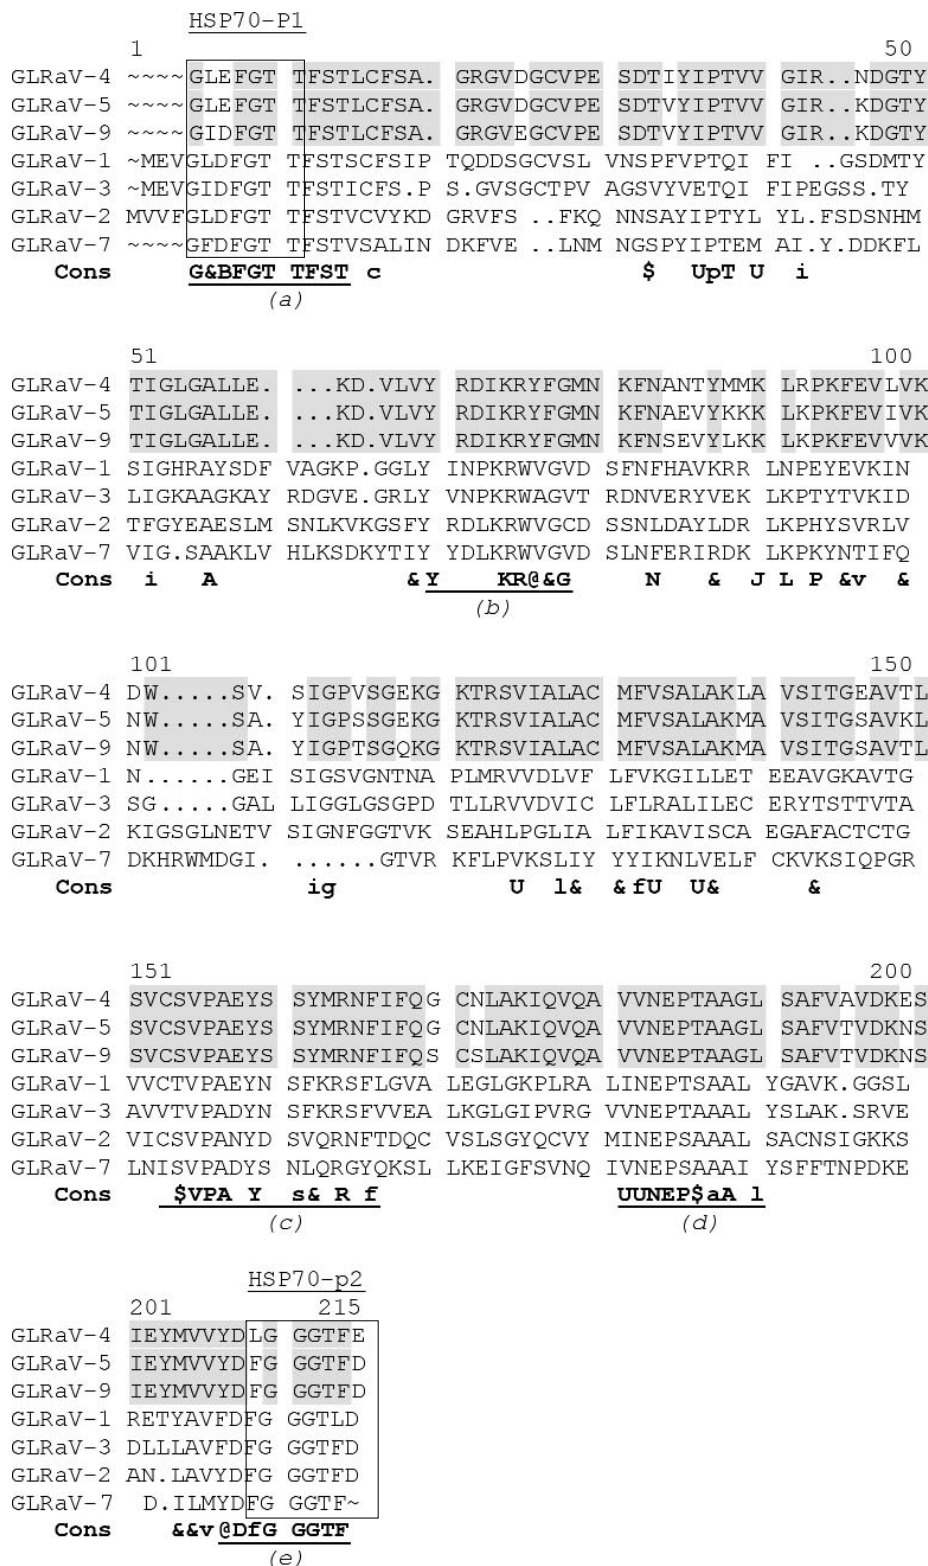 HSP70-P1
1 50
GLRaV-4 ~~~~GLEFGT TFSTLCFSA. GRGVDGCVPE SDTIYIPTVV GIR..NDGTY
GLRaV-5 ~~~~GLEFGT TFSTLCFSA. GRGVDGCVPE SDTVYIPTVV GIR..KDGTY
GLRaV-9 ~~~~GIDFGT TFSTLCFSA. GRGVEGCVPE SDTVYIPTVV GIR..KDGTY
GLRaV-1 ~MEVGLDFGT TFSTSCFSIP TQDDSGCVSL VNSPFVPTQI FI ..GSDMTY
GLRaV-3 ~MEVGIDFGT TFSTICFS.P S.GVSGCTPV AGSVYVETQI FIPEGSS.TY
GLRaV-2 MVVFGLDFGT TFSTVCVYKD GRVFS ..FKQ NNSAYIPTYL YL.FSDSNHM
GLRaV-7 ~~~~GFDFGT TFSTVSALIND DKFVE ..LNM NGSPYIPTEM AI.Y.DDKFL
Cons G&BFGT TFST c $ UpT U i
(a)
51 100
GLRaV-4 TIGLGALLE. ...KD.VLVY RDIKRYFGMN KFNANTYMMK LRPKFEVLVK
GLRaV-5 TIGLGALLE. ...KD.VLVY RDIKRYFGMN KFNAEVYKKK LKPKFEVIVK
GLRaV-9 TIGLGALLE. ...KD.VLVY RDIKRYFGMN KFNSEVYLKK LKPKFEVVVK
GLRaV-1 SIGHRAYSDF VAGKP.GGLY INPKRWVGVD SFNFHAVKRR LNPEYEVKIN
GLRaV-3 LIGKAAGKAY RDGVE.GRLY VNPKRWAGVT RDNVERYVEK LKPTYTVKID
GLRaV-2 TFGYEAESLM SNLKVKGSFY RDLKRWVGCD SSNLDAYLDR LKPHYSVRLV
GLRaV-7 VIG.SAAKLV HLKSDKYTIY YDLKRWVGVD SLNFERIRDK LKPKYNTIFQ
Cons i A &Y KR@&G N & J L P &v &
(b)
101 150
GLRaV-4 DW.....SV. SIGPVSGEKG KTRSVIALAC MFVSALAKLA VSITGEAVTL
GLRaV-5 NW.....SA. YIGPSSGEKG KTRSVIALAC MFVSALAKMA VSITGSAVKL
GLRaV-9 NW.....SA. YIGPTSGQKG KTRSVIALAC MFVSALAKMA VSITGSAVTL
GLRaV-1 N......GEI SIGSVGNTNA PLMRVVDLVF LFVKGILLET EEAVGKAVTG
GLRaV-3 SG.....GALL LIGGLGSGPD TLLRVVDVIC LFLRALILEC ERYTSTTVTA
GLRaV-2 KIGSGLNETV SIGNFGGTVK SEAHLPGLIA LFIKAVISCA EGAFACTCTG
GLRaV-7 DKHRWMDGI. ......GTVR KFLPVKSLIY YYIKNLVELF CKVKSIQPGR
Cons ig U l& &fU U& &
151 200
GLRaV-4 SVCSVPAEYS SYMRNFIFQG CNLAKIQVQA VVNEPTAAGL SAFVAVDKES
GLRaV-5 SVCSVPAEYS SYMRNFIFQG CNLAKIQVQA VVNEPTAAGL SAFVTVDKNS
GLRaV-9 SVCSVPAEYS SYMRNFIFQS CSLAKIQVQA VVNEPTAAGL SAFVTVDKNS
GLRaV-1 VVCTVPAEYN SFKRSFLGVA LEGLGKPLRA LINEPTSAAL YGAVK.GGSL
GLRaV-3 AVVTVPADYN SFKRSFVVEA LKGLGIPVRG VVNEPTAAAL YSLAK.SRVE
GLRaV-2 VICSVPANYD SVQRNFTDQC VSLSGYQCVY MINEPSAAAL SACNSIGKKS
GLRaV-7 LNISVPADYS NLQRGYQKSL LKEIGFSVNQ IVNEPSAAAI YSFFTNPDKE
Cons $VPA Y s& R f UUNEP$aA l
(c) (d)
HSP70-p2
201 215
GLRaV-4 IEYMVVYDLG GGTFE
GLRaV-5 IEYMVVYDFG GGTFD
GLRaV-9 IEYMVVYDFG GGTFD
GLRaV-1 RETYAVFDFG GGTLD
GLRaV-3 DLLLAVFDFG GGTFD
GLRaV-2 AN.LAVYDFG GGTFD
GLRaV-7 D.ILMYDFG GGTF~
Cons &&v@DfG GGTF
(e)